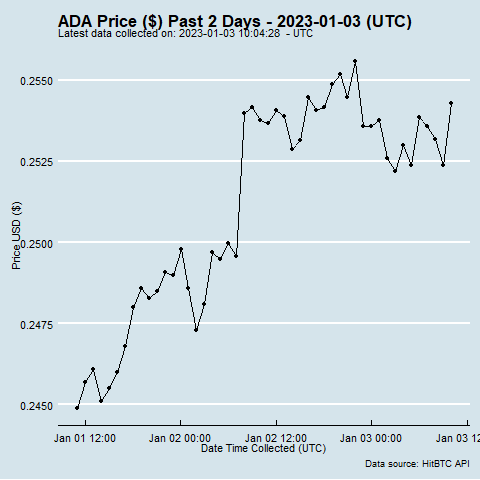 ADA Price ($) Past 2 Days - 2023-01-03 (UTC)
Latest data collected on: 2023-01-03 10:04:28 - UTC
Price USD ($)
0.2550
0.2525
0.2500
0.2475
0.2450
Jan 01 12:00 Jan 02 00:00 Jan 02 12:00 Jan 03 00:00 Jan 03 12
Date Time Collected (UTC)
Data source: HitBTC API